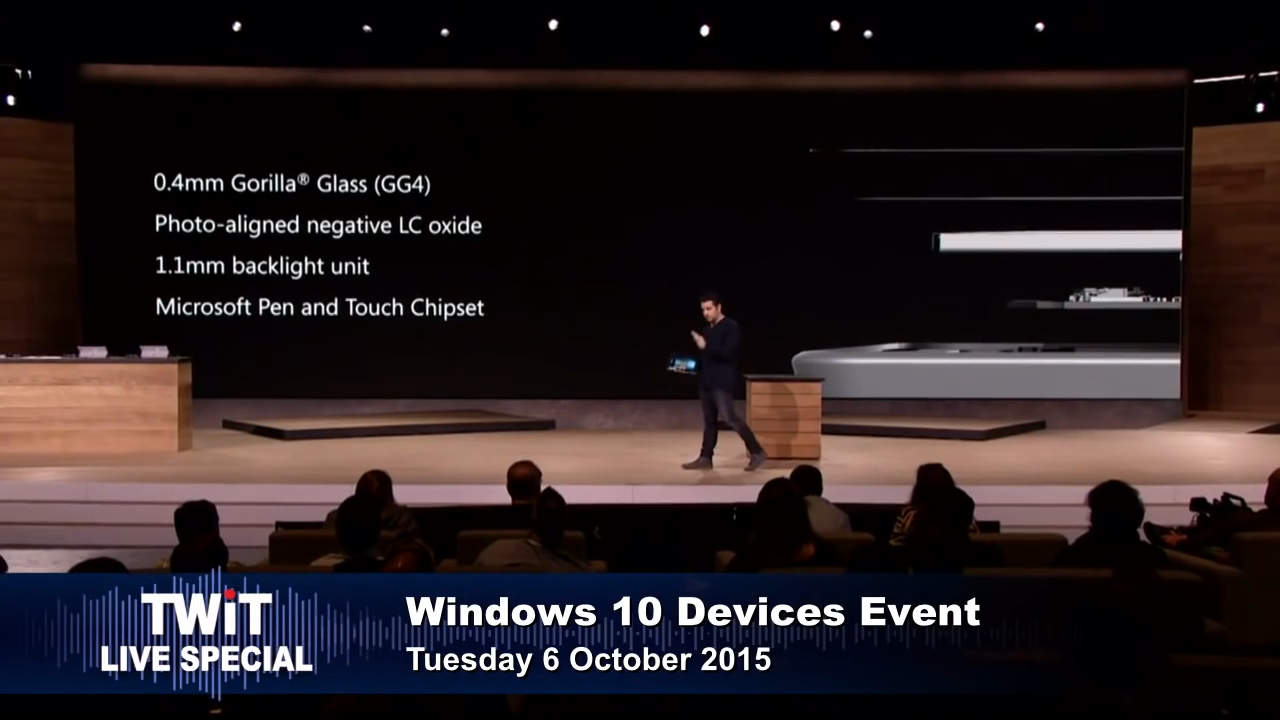 0.4mm Gorilla® Glass (GG4)
Photo-aligned negative LC oxide
1.1mm backlight unit
Microsoft Pen and Touch Chipset
TWiT
LIVE SPECIAL
Windows 10 Devices Event
Tuesday 6 October 2015